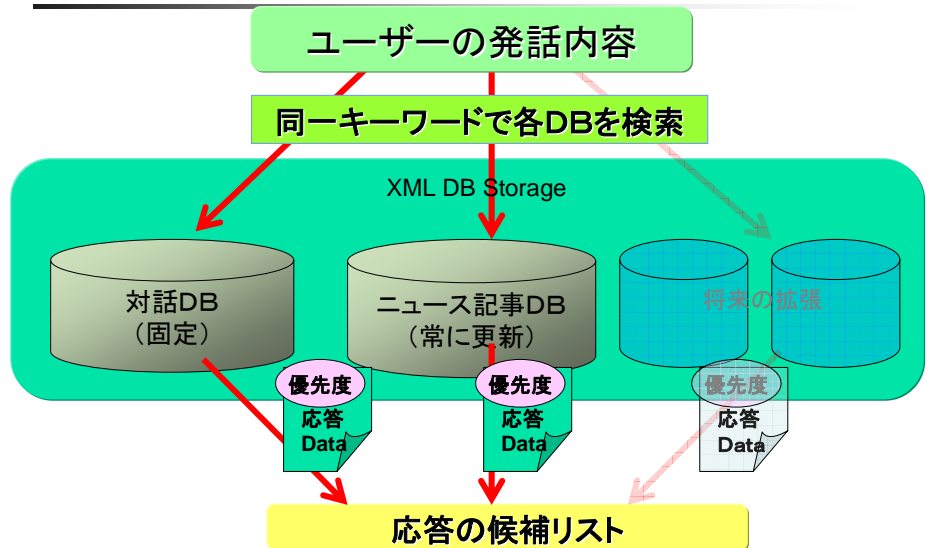 ユーザーの発話内容
同一キーワードで各DBを検索
XML DB Storage
対話DB
（固定）
ニュース記事DB
（常に更新）
将来の拡張
優先度
応答
Data
優先度
応答
Data
優先度
応答
Data
応答の候補リスト